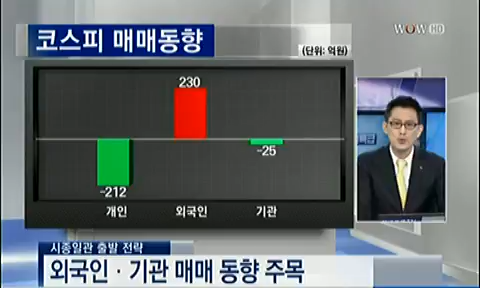 코스피 매매동향
WOW HD
(단위: 억원)
230
-25
-212
개인 외국인 기관
시종일관 출발 전략
외국인·기관 매매 동향 주목